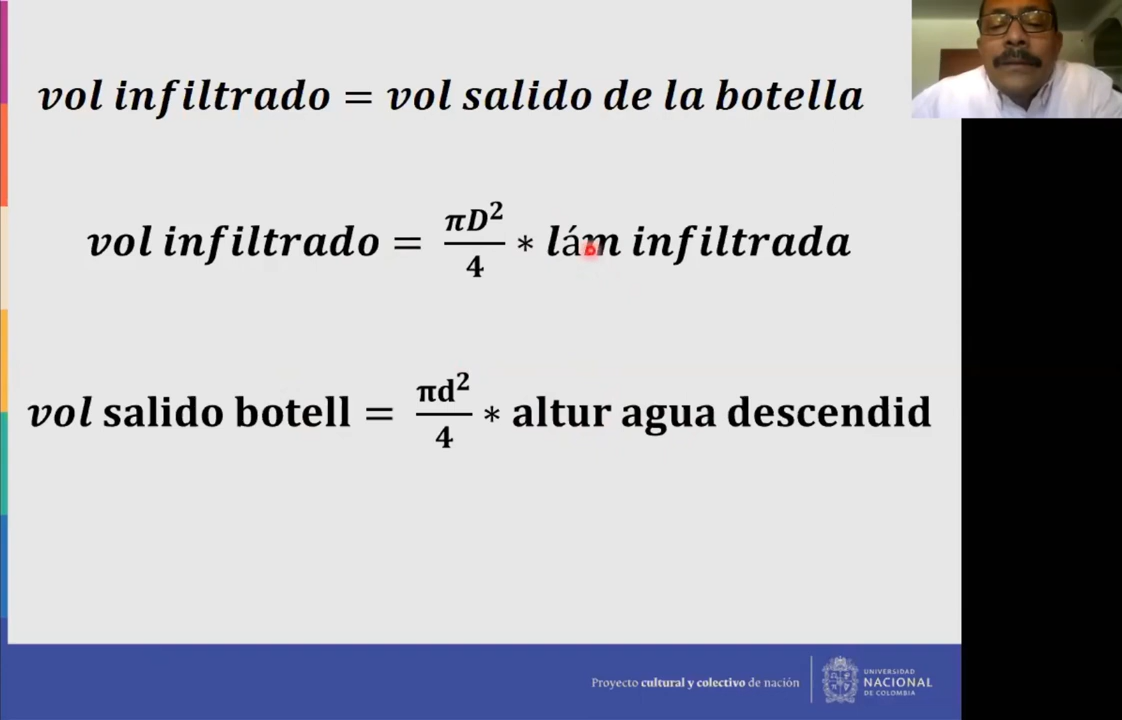 vol infiltrado = vol salido de la botella
vol infiltrado = πD²/4 * lám infiltrada
vol salido botell = πd²/4 * altur agua descendid
Proyecto cultural y colectivo de nación
UNIVERSIDAD
NACIONAL
DE COLOMBIA